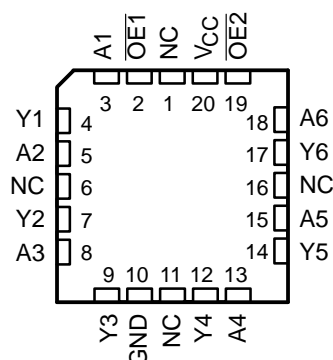 A1 O̅E̅1̅ NC VCC O̅E̅2̅
3 2 1 20 19
Y1 4 18 A6
A2 5 17 Y6
NC 6 16 NC
Y2 7 15 A5
A3 8 14 Y5
9 10 11 12 13
Y3 GND NC Y4 A4